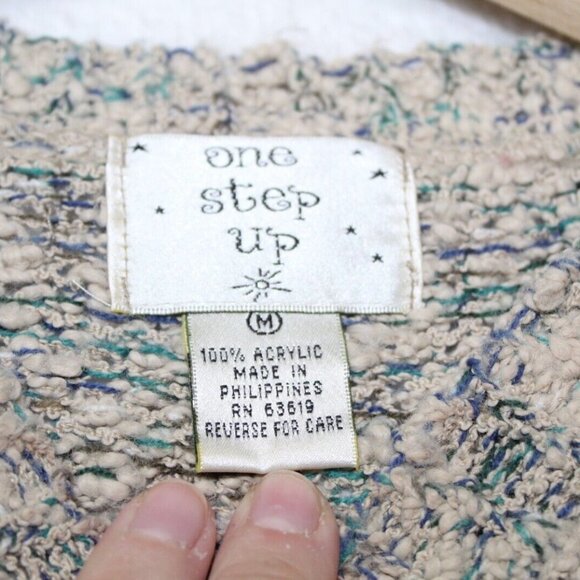 one
step
up
M
100% ACRYLIC
MADE IN
PHILIPPINES
RN 63619
REVERSE FOR CARE